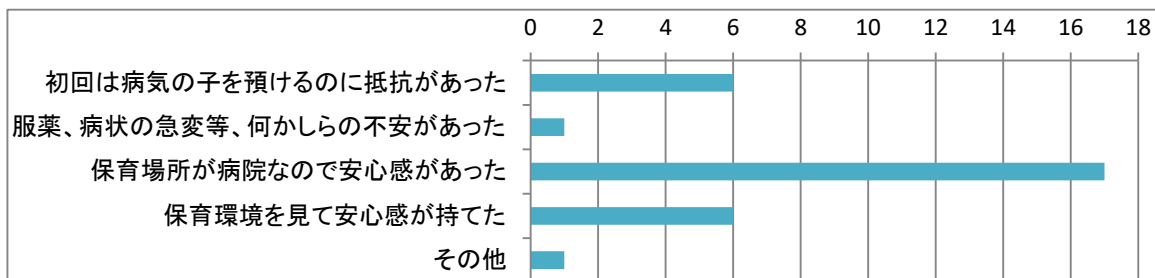 0 2 4 6 8 10 12 14 16 18
初回は病気の子を預けるのに抵抗があった
服薬、病状の急変等、何かしらの不安があった
保育場所が病院なので安心感があった
保育環境を見て安心感が持てた
その他